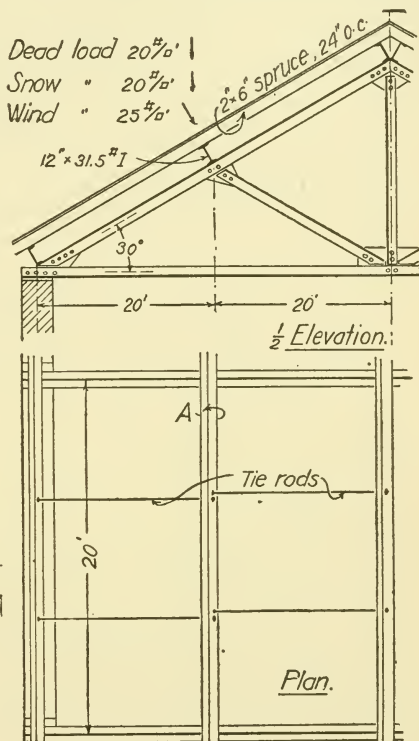 Dead load 20#/□' ↓
Snow " 20#/□' ↓
Wind " 25#/□' ↘
2"×6" spruce, 24" o.c.
12"×31.5# I
30°
20' 20'
½ Elevation.
A
Tie rods
20'
Plan.